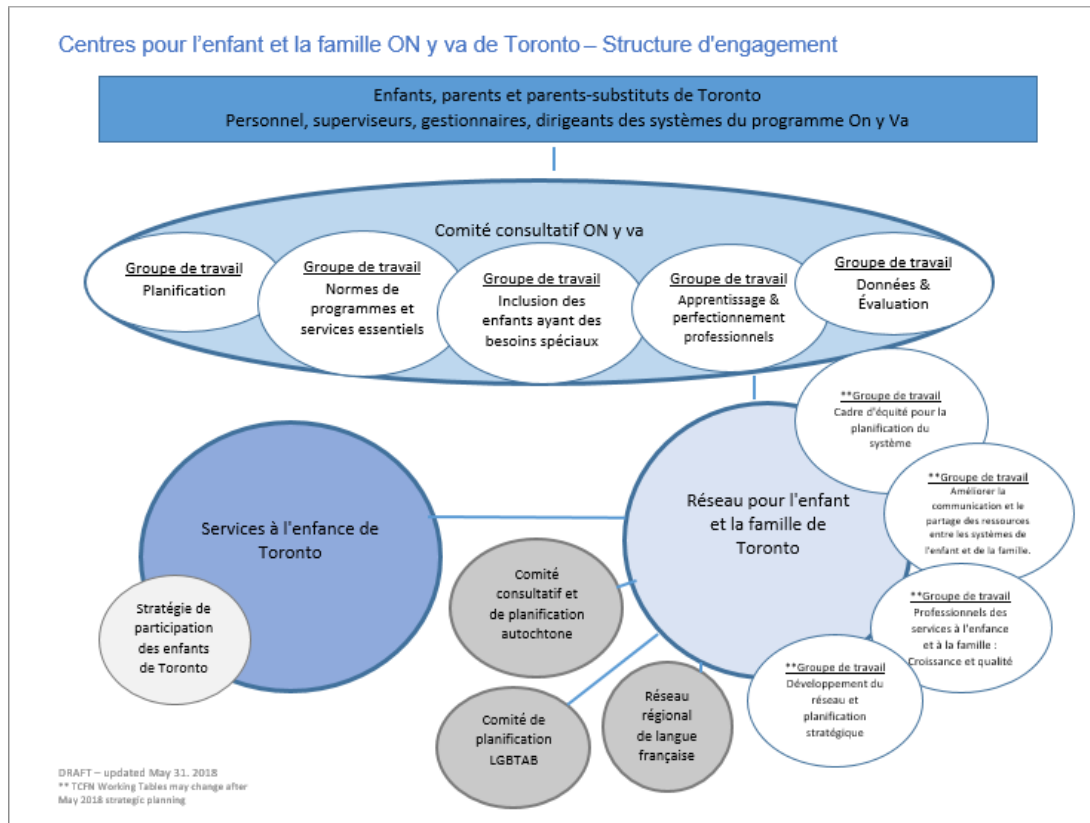 Centres pour l'enfant et la famille ON y va de Toronto – Structure d'engagement
Enfants, parents et parents-substituts de Toronto
Personnel, superviseurs, gestionnaires, dirigeants des systèmes du programme On y Va
Comité consultatif ON y va
Groupe de travail
Planification
Groupe de travail
Normes de
programmes et
services essentiels
Groupe de travail
Inclusion des
enfants ayant des
besoins spéciaux
Groupe de travail
Apprentissage &
perfectionnement
professionnels
Groupe de travail
Données &
Évaluation
**Groupe de travail
Cadre d'équité pour la
planification du
système
**Groupe de travail
Améliorer la
communication et le
partage des ressources
entre les systèmes de
l'enfant et de la famille.
**Groupe de travail
Professionnels des
services à l'enfance
et à la famille :
Croissance et qualité
**Groupe de travail
Développement du
réseau et
planification
stratégique
Réseau pour l'enfant
et la famille de
Toronto
Services à l'enfance de
Toronto
Stratégie de
participation
des enfants
de Toronto
Comité
consultatif et
de planification
autochtone
Comité de
planification
LGBTAB
Réseau
régional
de langue
française
DRAFT – updated May 31. 2018
** TCFN Working Tables may change after
May 2018 strategic planning